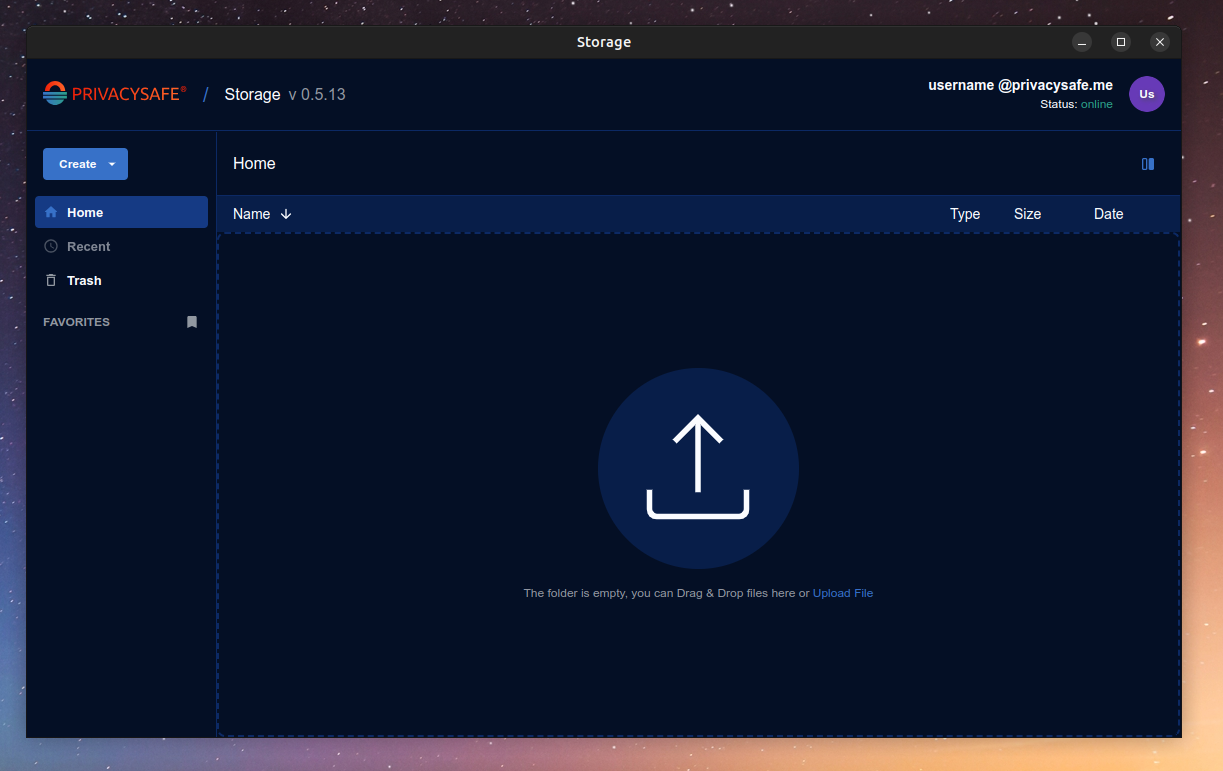 Storage
PRIVACYSAFE® / Storage v 0.5.13
username @privacysafe.me
Status: online
Us
Create
Home
Recent
Trash
FAVORITES
Home
Name Type Size Date
The folder is empty, you can Drag & Drop files here or Upload File